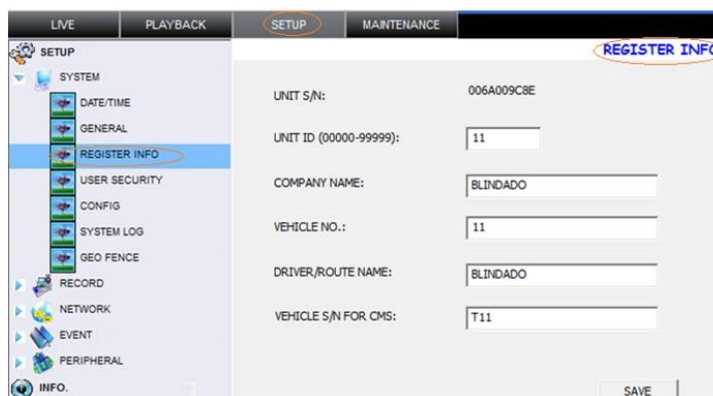 LIVE PLAYBACK SETUP MAINTENANCE
SETUP
REGISTER INFO
SYSTEM
DATE/TIME
GENERAL
REGISTER INFO
USER SECURITY
CONFIG
SYSTEM LOG
GEO FENCE
RECORD
NETWORK
EVENT
PERIPHERAL
INFO.
UNIT S/N: 006A009C8E
UNIT ID (00000-99999): 11
COMPANY NAME: BLINDADO
VEHICLE NO.: 11
DRIVER/ROUTE NAME: BLINDADO
VEHICLE S/N FOR CMS: T11
SAVE